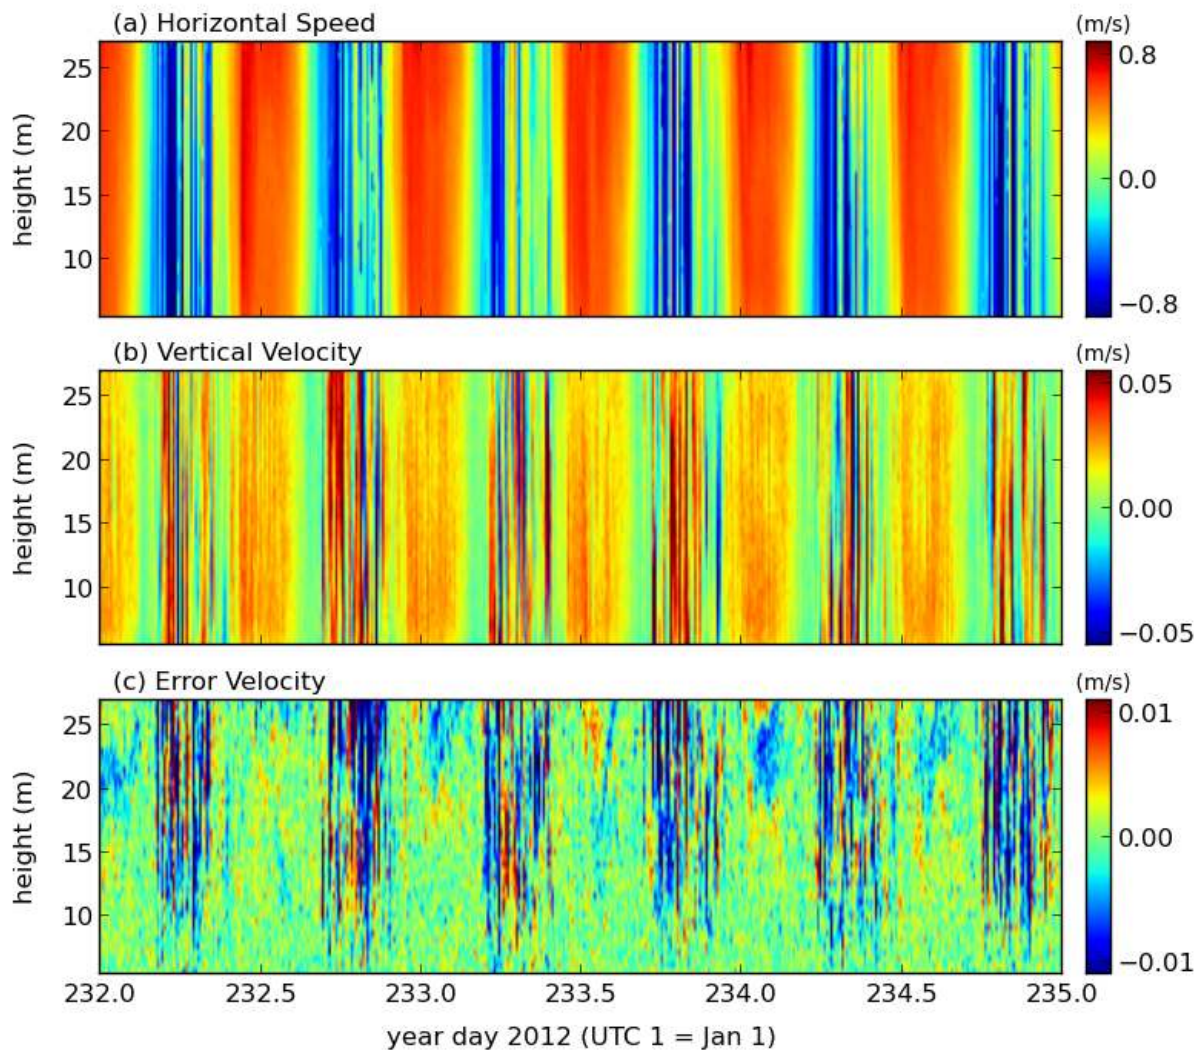 (a) Horizontal Speed
(m/s)
25
20
15
10
height (m)
0.8
0.0
−0.8
(b) Vertical Velocity
(m/s)
25
20
15
10
height (m)
0.05
0.00
−0.05
(c) Error Velocity
(m/s)
25
20
15
10
height (m)
0.01
0.00
−0.01
232.0 232.5 233.0 233.5 234.0 234.5 235.0
year day 2012 (UTC 1 = Jan 1)